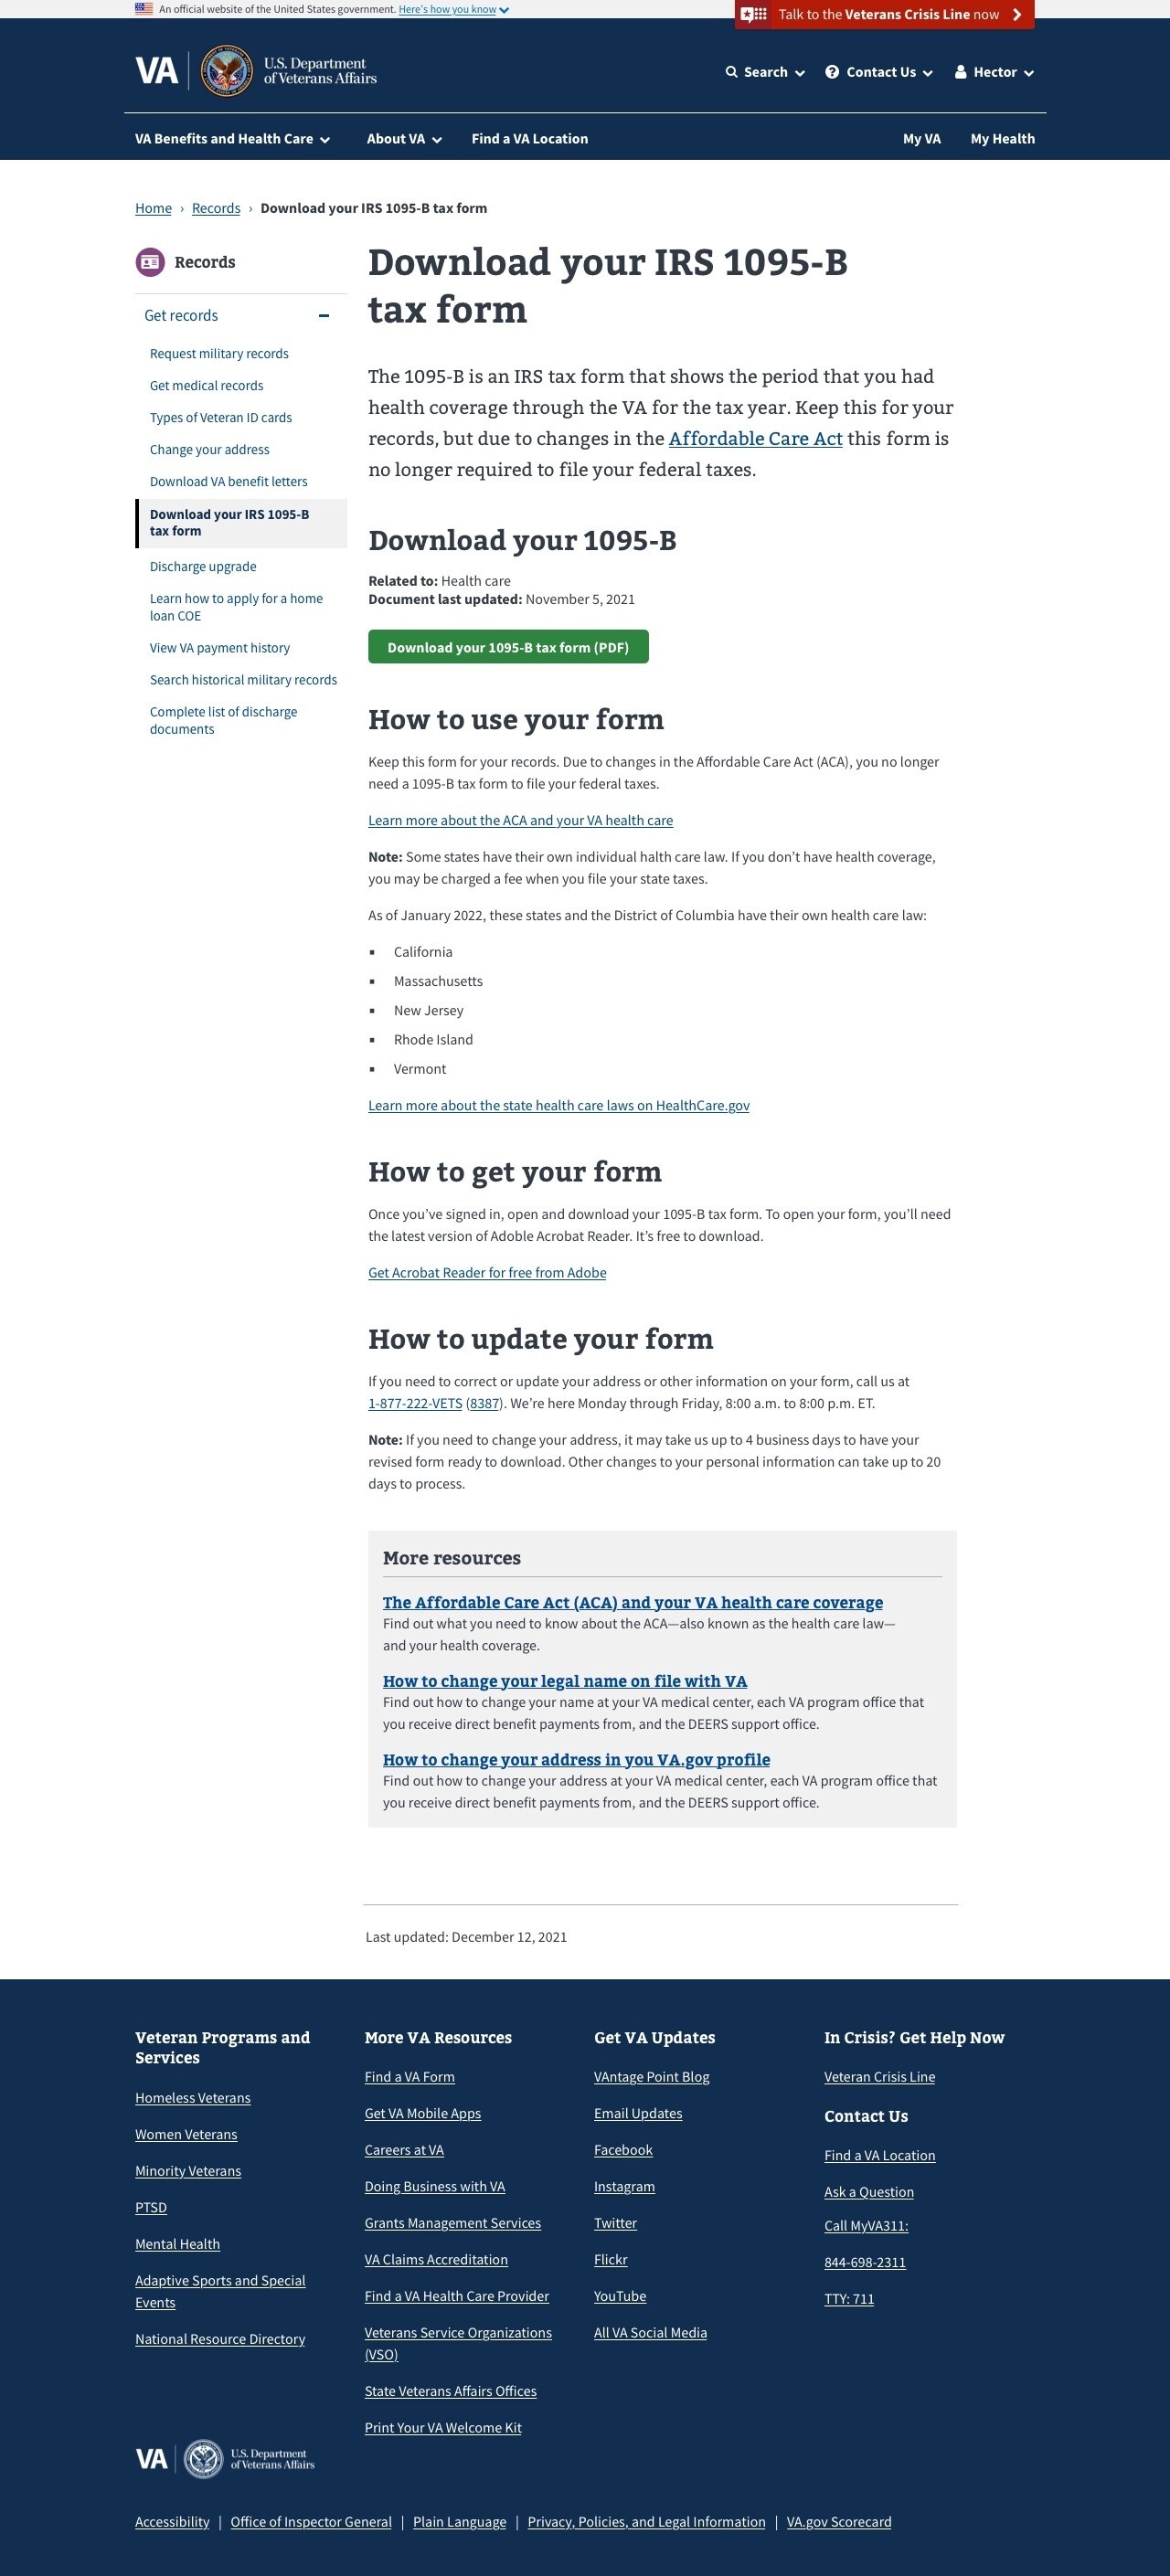 An official website of the United States government. Here's how you know
Talk to the Veterans Crisis Line now
VA
U.S. Department
of Veterans Affairs
Search
Contact Us
Hector
VA Benefits and Health Care
About VA
Find a VA Location
My VA
My Health
Home › Records › Download your IRS 1095-B tax form
Records
Get records
Request military records
Get medical records
Types of Veteran ID cards
Change your address
Download VA benefit letters
Download your IRS 1095-B
tax form
Discharge upgrade
Learn how to apply for a home
loan COE
View VA payment history
Search historical military records
Complete list of discharge
documents
Download your IRS 1095-B
tax form
The 1095-B is an IRS tax form that shows the period that you had
health coverage through the VA for the tax year. Keep this for your
records, but due to changes in the Affordable Care Act this form is
no longer required to file your federal taxes.
Download your 1095-B
Related to: Health care
Document last updated: November 5, 2021
Download your 1095-B tax form (PDF)
How to use your form
Keep this form for your records. Due to changes in the Affordable Care Act (ACA), you no longer
need a 1095-B tax form to file your federal taxes.
Learn more about the ACA and your VA health care
Note: Some states have their own individual halth care law. If you don’t have health coverage,
you may be charged a fee when you file your state taxes.
As of January 2022, these states and the District of Columbia have their own health care law:
▪ California
▪ Massachusetts
▪ New Jersey
▪ Rhode Island
▪ Vermont
Learn more about the state health care laws on HealthCare.gov
How to get your form
Once you’ve signed in, open and download your 1095-B tax form. To open your form, you’ll need
the latest version of Adoble Acrobat Reader. It’s free to download.
Get Acrobat Reader for free from Adobe
How to update your form
If you need to correct or update your address or other information on your form, call us at
1-877-222-VETS (8387). We’re here Monday through Friday, 8:00 a.m. to 8:00 p.m. ET.
Note: If you need to change your address, it may take us up to 4 business days to have your
revised form ready to download. Other changes to your personal information can take up to 20
days to process.
More resources
The Affordable Care Act (ACA) and your VA health care coverage
Find out what you need to know about the ACA—also known as the health care law—
and your health coverage.
How to change your legal name on file with VA
Find out how to change your name at your VA medical center, each VA program office that
you receive direct benefit payments from, and the DEERS support office.
How to change your address in you VA.gov profile
Find out how to change your address at your VA medical center, each VA program office that
you receive direct benefit payments from, and the DEERS support office.
Last updated: December 12, 2021
Veteran Programs and
Services
Homeless Veterans
Women Veterans
Minority Veterans
PTSD
Mental Health
Adaptive Sports and Special
Events
National Resource Directory
More VA Resources
Find a VA Form
Get VA Mobile Apps
Careers at VA
Doing Business with VA
Grants Management Services
VA Claims Accreditation
Find a VA Health Care Provider
Veterans Service Organizations
(VSO)
State Veterans Affairs Offices
Print Your VA Welcome Kit
Get VA Updates
VAntage Point Blog
Email Updates
Facebook
Instagram
Twitter
Flickr
YouTube
All VA Social Media
In Crisis? Get Help Now
Veteran Crisis Line
Contact Us
Find a VA Location
Ask a Question
Call MyVA311:
844-698-2311
TTY: 711
VA
U.S. Department
of Veterans Affairs
Accessibility | Office of Inspector General | Plain Language | Privacy, Policies, and Legal Information | VA.gov Scorecard